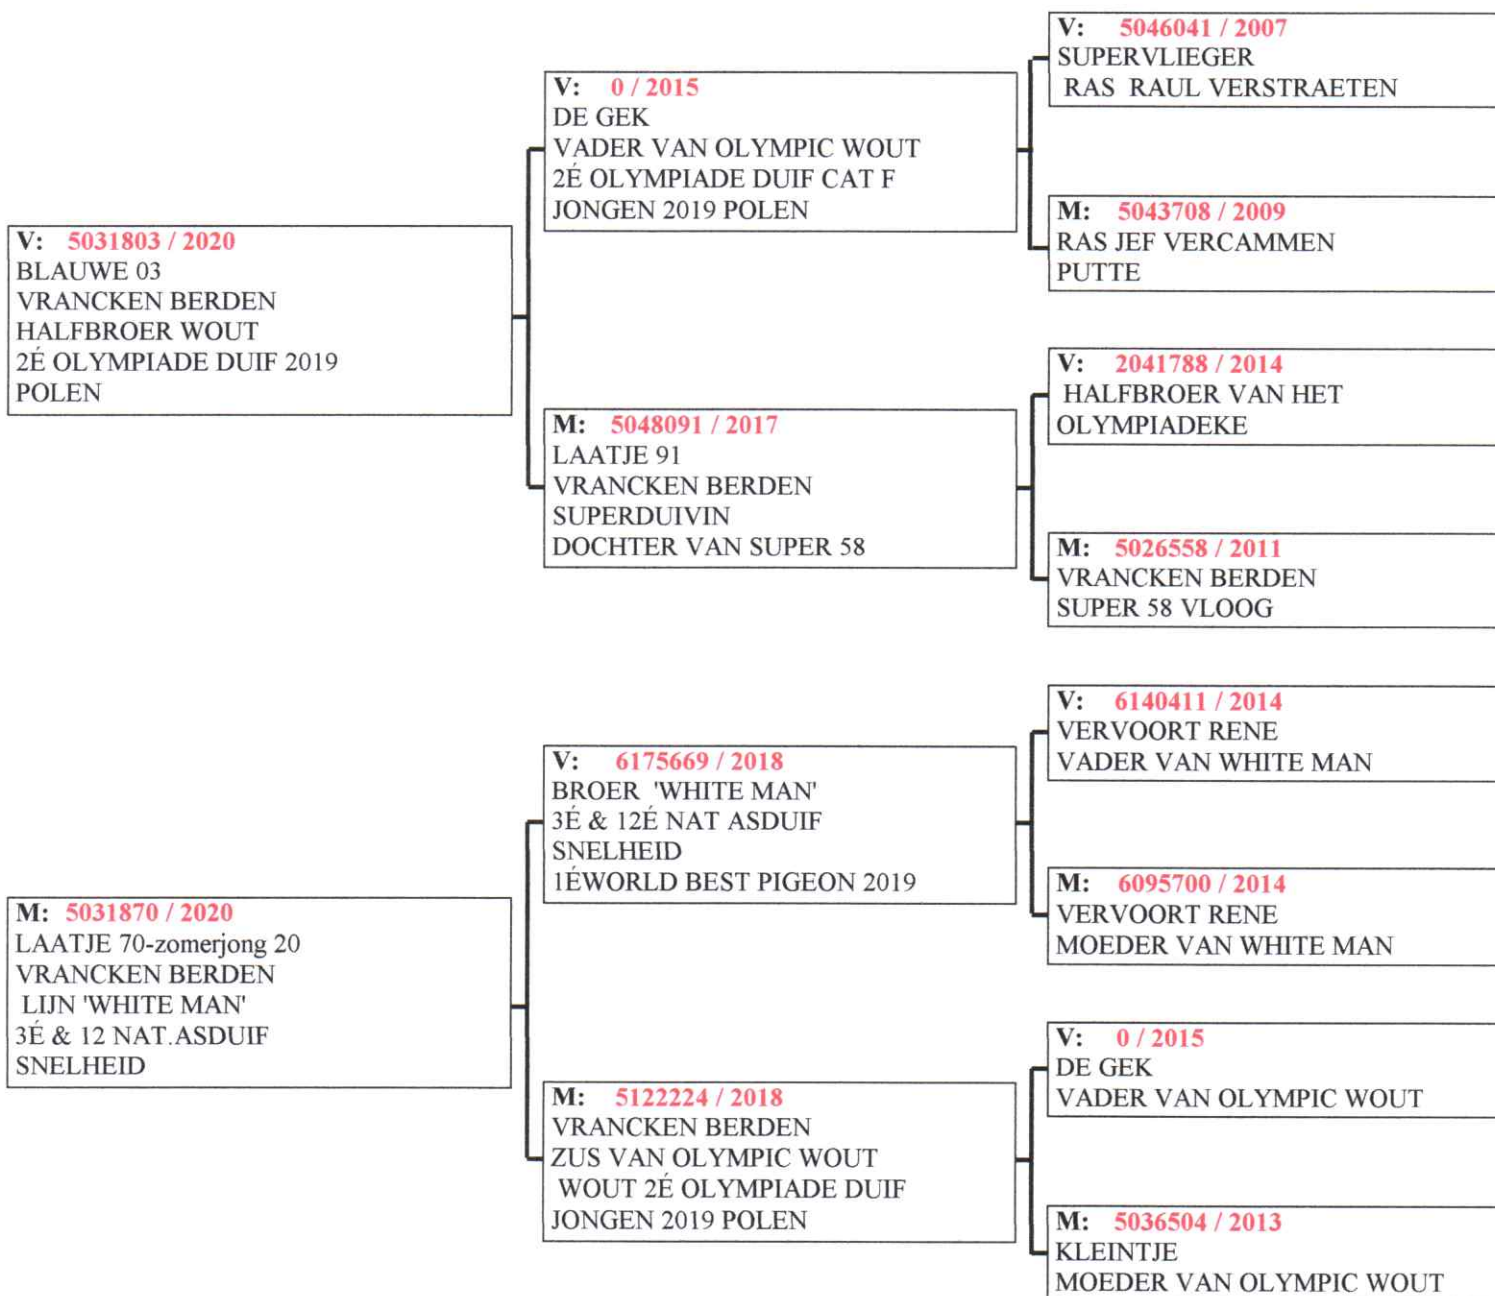 V: 5031803 / 2020
BLAUWE 03
VRANCKEN BERDEN
HALFBROER WOUT
2É OLYMPIADE DUIF 2019
POLEN
M: 5031870 / 2020
LAATJE 70-zomerjong 20
VRANCKEN BERDEN
LIJN 'WHITE MAN'
3É & 12 NAT.ASDUIF
SNELHEID
V: 0 / 2015
DE GEK
VADER VAN OLYMPIC WOUT
2É OLYMPIADE DUIF CAT F
JONGEN 2019 POLEN
M: 5048091 / 2017
LAATJE 91
VRANCKEN BERDEN
SUPERDUIVIN
DOCHTER VAN SUPER 58
V: 6175669 / 2018
BROER 'WHITE MAN'
3É & 12É NAT ASDUIF
SNELHEID
1ÉWORLD BEST PIGEON 2019
M: 5122224 / 2018
VRANCKEN BERDEN
ZUS VAN OLYMPIC WOUT
WOUT 2É OLYMPIADE DUIF
JONGEN 2019 POLEN
V: 5046041 / 2007
SUPERVLIEGER
RAS RAUL VERSTRAETEN
M: 5043708 / 2009
RAS JEF VERCAMMEN
PUTTE
V: 2041788 / 2014
HALFBROER VAN HET
OLYMPIADEKE
M: 5026558 / 2011
VRANCKEN BERDEN
SUPER 58 VLOOG
V: 6140411 / 2014
VERVOORT RENE
VADER VAN WHITE MAN
M: 6095700 / 2014
VERVOORT RENE
MOEDER VAN WHITE MAN
V: 0 / 2015
DE GEK
VADER VAN OLYMPIC WOUT
M: 5036504 / 2013
KLEINTJE
MOEDER VAN OLYMPIC WOUT